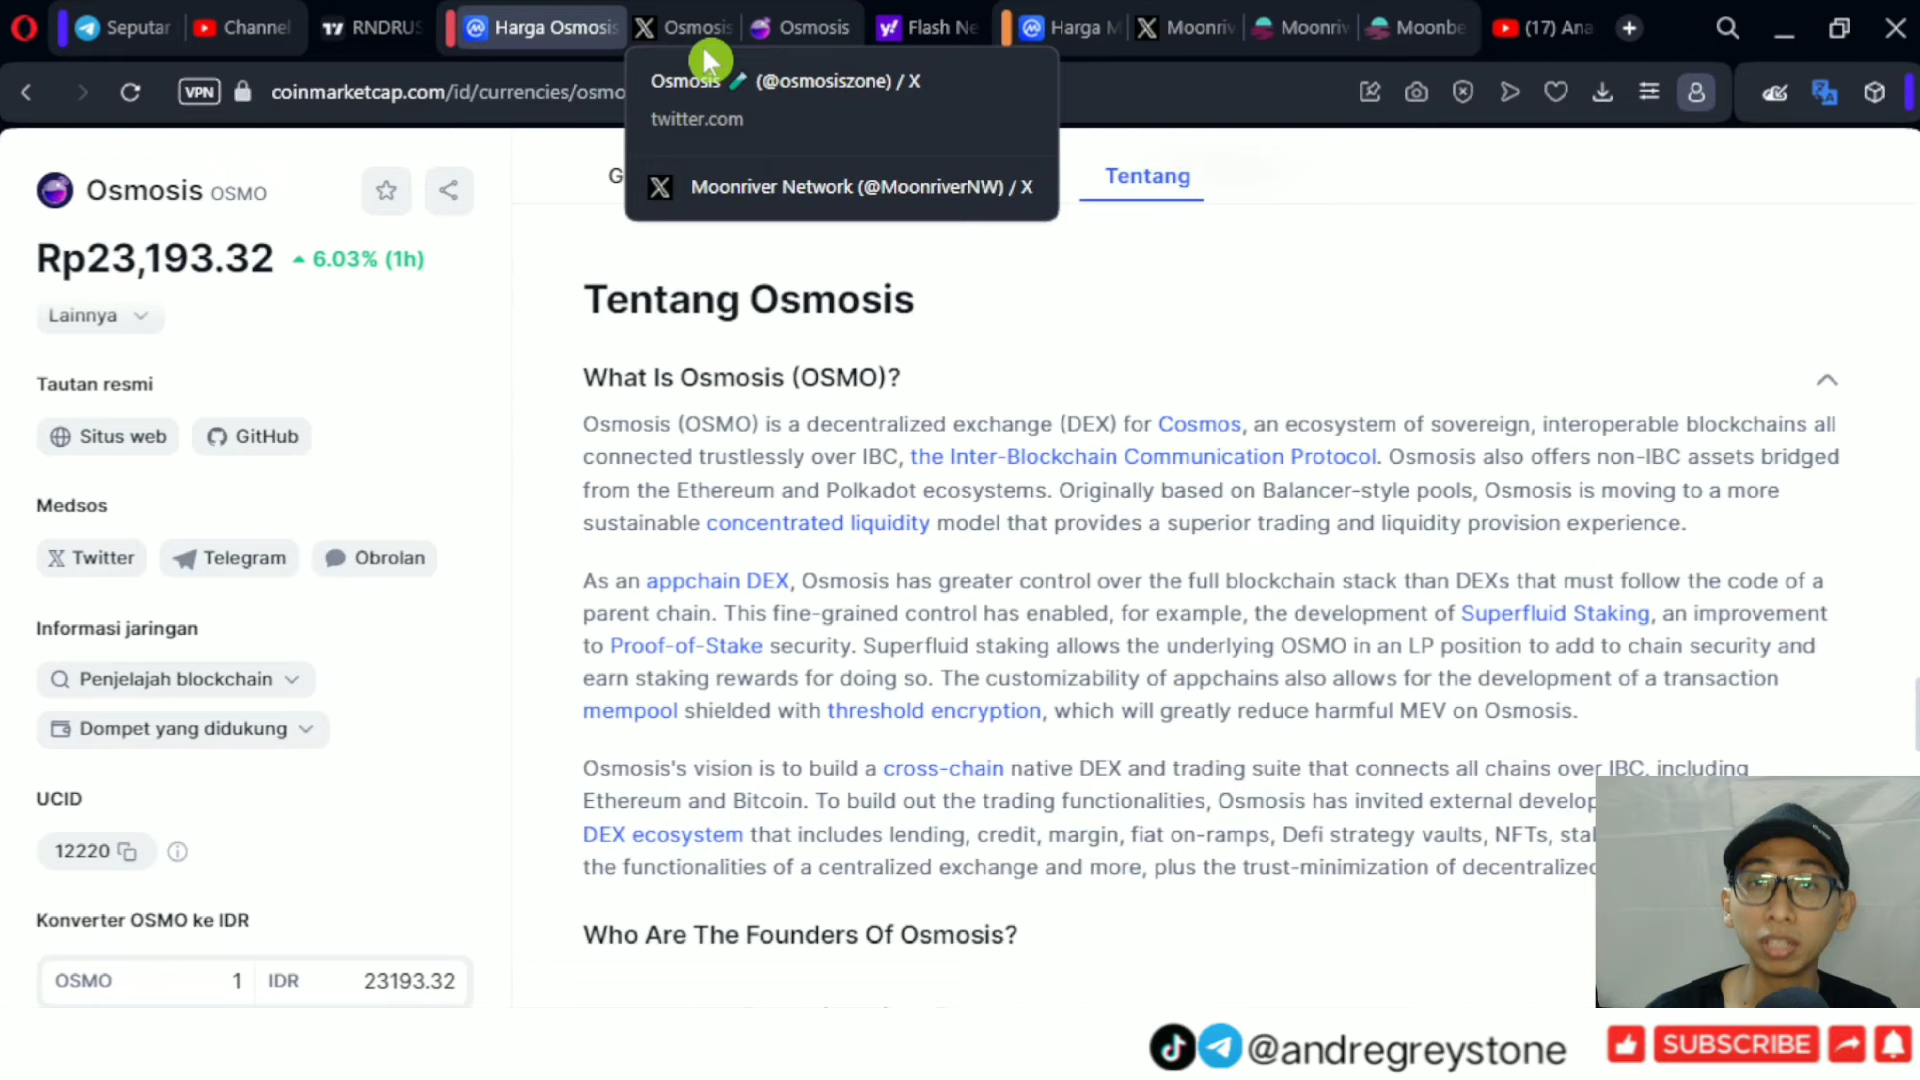 Seputar
Channel
RNDRUS
Harga Osmosis
Osmosis
Osmosis
Flash Ne
Harga M
Moonriv
Moonriv
Moonbe
(17) Ana
VPN
coinmarketcap.com/id/currencies/osmo
Osmosis (@osmosiszone) / X
twitter.com
Moonriver Network (@MoonriverNW) / X
Osmosis OSMO
Rp23,193.32
6.03% (1h)
Lainnya
Tautan resmi
Situs web
GitHub
Medsos
Twitter
Telegram
Obrolan
Informasi jaringan
Penjelajah blockchain
Dompet yang didukung
UCID
12220
Konverter OSMO ke IDR
OSMO 1 IDR 23193.32
G
Tentang
Tentang Osmosis
What Is Osmosis (OSMO)?
Osmosis (OSMO) is a decentralized exchange (DEX) for Cosmos, an ecosystem of sovereign, interoperable blockchains all
connected trustlessly over IBC, the Inter-Blockchain Communication Protocol. Osmosis also offers non-IBC assets bridged
from the Ethereum and Polkadot ecosystems. Originally based on Balancer-style pools, Osmosis is moving to a more
sustainable concentrated liquidity model that provides a superior trading and liquidity provision experience.
As an appchain DEX, Osmosis has greater control over the full blockchain stack than DEXs that must follow the code of a
parent chain. This fine-grained control has enabled, for example, the development of Superfluid Staking, an improvement
to Proof-of-Stake security. Superfluid staking allows the underlying OSMO in an LP position to add to chain security and
earn staking rewards for doing so. The customizability of appchains also allows for the development of a transaction
mempool shielded with threshold encryption, which will greatly reduce harmful MEV on Osmosis.
Osmosis's vision is to build a cross-chain native DEX and trading suite that connects all chains over IBC, including
Ethereum and Bitcoin. To build out the trading functionalities, Osmosis has invited external develop
DEX ecosystem that includes lending, credit, margin, fiat on-ramps, Defi strategy vaults, NFTs, stal
the functionalities of a centralized exchange and more, plus the trust-minimization of decentralized
Who Are The Founders Of Osmosis?
@andregreystone
SUBSCRIBE